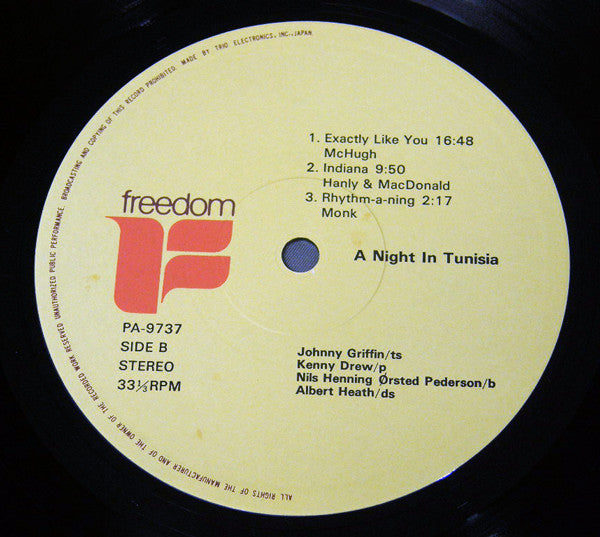 1. Exactly Like You 16:48
McHugh
2. Indiana 9:50
Hanly & MacDonald
3. Rhythm-a-ning 2:17
Monk
freedom
A Night In Tunisia
PA-9737
SIDE B
STEREO
33⅓RPM
Johnny Griffin/ts
Kenny Drew/p
Nils Henning Ørsted Pederson/b
Albert Heath/ds
ALL RIGHTS OF THE MANUFACTURER AND OF THE OWNER OF THE RECORDED WORK RESERVED UNAUTHORIZED PUBLIC PERFORMANCE, BROADCASTING AND COPYING OF THIS RECORD PROHIBITED. MADE BY TRIO ELECTRONICS, INC., JAPAN